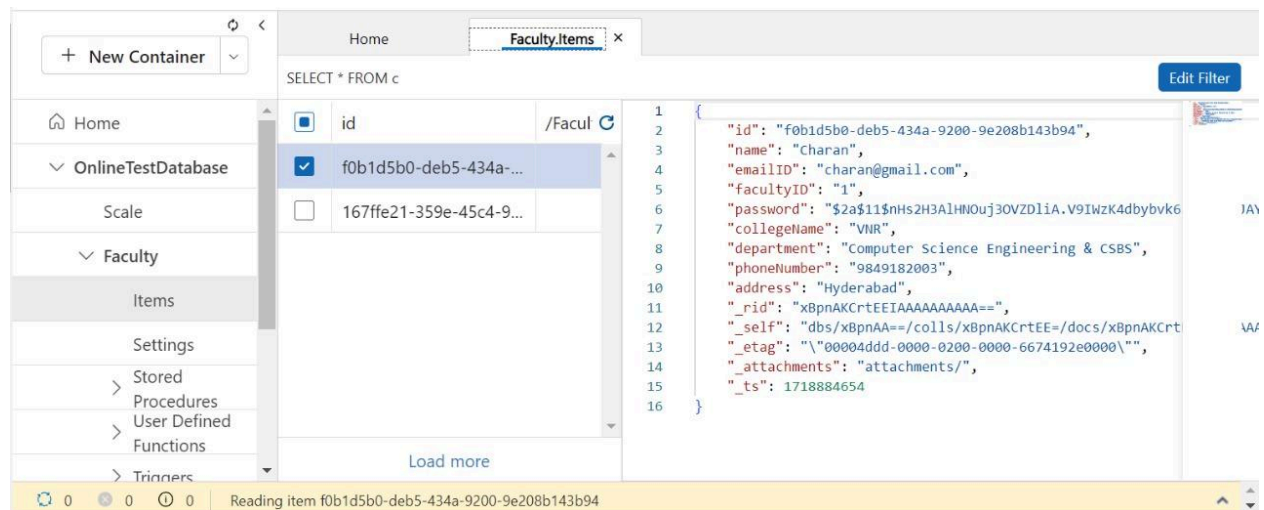 + New Container
Home
OnlineTestDatabase
Scale
Faculty
Items
Settings
Stored
Procedures
User Defined
Functions
Triggers
Home
Faculty.Items ×
SELECT * FROM c
Edit Filter
id /Facul
f0b1d5b0-deb5-434a-...
167ffe21-359e-45c4-9...
Load more
1 {
2 "id": "f0b1d5b0-deb5-434a-9200-9e208b143b94",
3 "name": "Charan",
4 "emailID": "charan@gmail.com",
5 "facultyID": "1",
6 "password": "$2a$11$nHs2H3AlHNOuj3OVZDliA.V9IWzK4dbybvk6
7 "collegeName": "VNR",
8 "department": "Computer Science Engineering & CSBS",
9 "phoneNumber": "9849182003",
10 "address": "Hyderabad",
11 "_rid": "xBpnAKCrtEEIAAAAAAAAAA==",
12 "_self": "dbs/xBpnAA==/colls/xBpnAKCrtEE=/docs/xBpnAKCrt
13 "_etag": "\"00004ddd-0000-0200-0000-6674192e0000\"",
14 "_attachments": "attachments/",
15 "_ts": 1718884654
16 }
0 0 0 Reading item f0b1d5b0-deb5-434a-9200-9e208b143b94